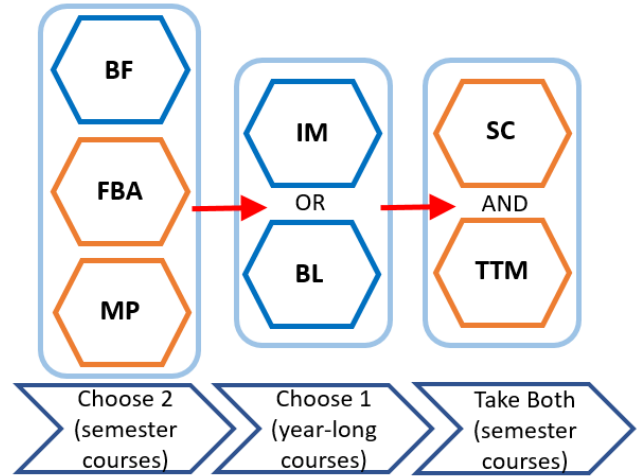 BF
FBA
MP
IM
OR
BL
SC
AND
TTM
Choose 2
(semester
courses)
Choose 1
(year-long
courses)
Take Both
(semester
courses)